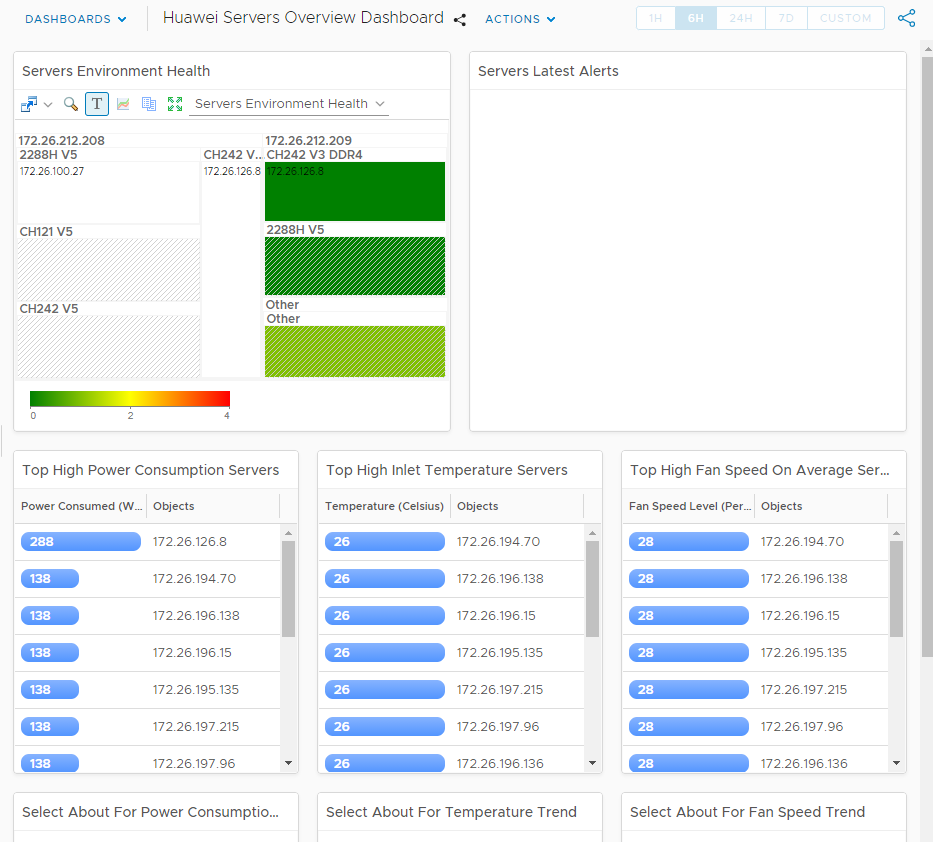 DASHBOARDS Huawei Servers Overview Dashboard ACTIONS 1H 6H 24H 7D CUSTOM
Servers Environment Health
Servers Latest Alerts
T Servers Environment Health
172.26.212.208 172.26.212.209
2288H V5 CH242 V... CH242 V3 DDR4
172.26.100.27 172.26.126.8 172.26.126.8
CH121 V5 2288H V5
CH242 V5 Other
Other
0 2 4
Top High Power Consumption Servers
Power Consumed (W... Objects
288 172.26.126.8
138 172.26.194.70
138 172.26.196.138
138 172.26.196.15
138 172.26.195.135
138 172.26.197.215
138 172.26.197.96
Top High Inlet Temperature Servers
Temperature (Celsius) Objects
26 172.26.194.70
26 172.26.196.138
26 172.26.196.15
26 172.26.195.135
26 172.26.197.215
26 172.26.197.96
26 172.26.196.136
Top High Fan Speed On Average Ser...
Fan Speed Level (Per... Objects
28 172.26.194.70
28 172.26.196.138
28 172.26.196.15
28 172.26.195.135
28 172.26.197.215
28 172.26.197.96
28 172.26.196.136
Select About For Power Consumptio...
Select About For Temperature Trend
Select About For Fan Speed Trend